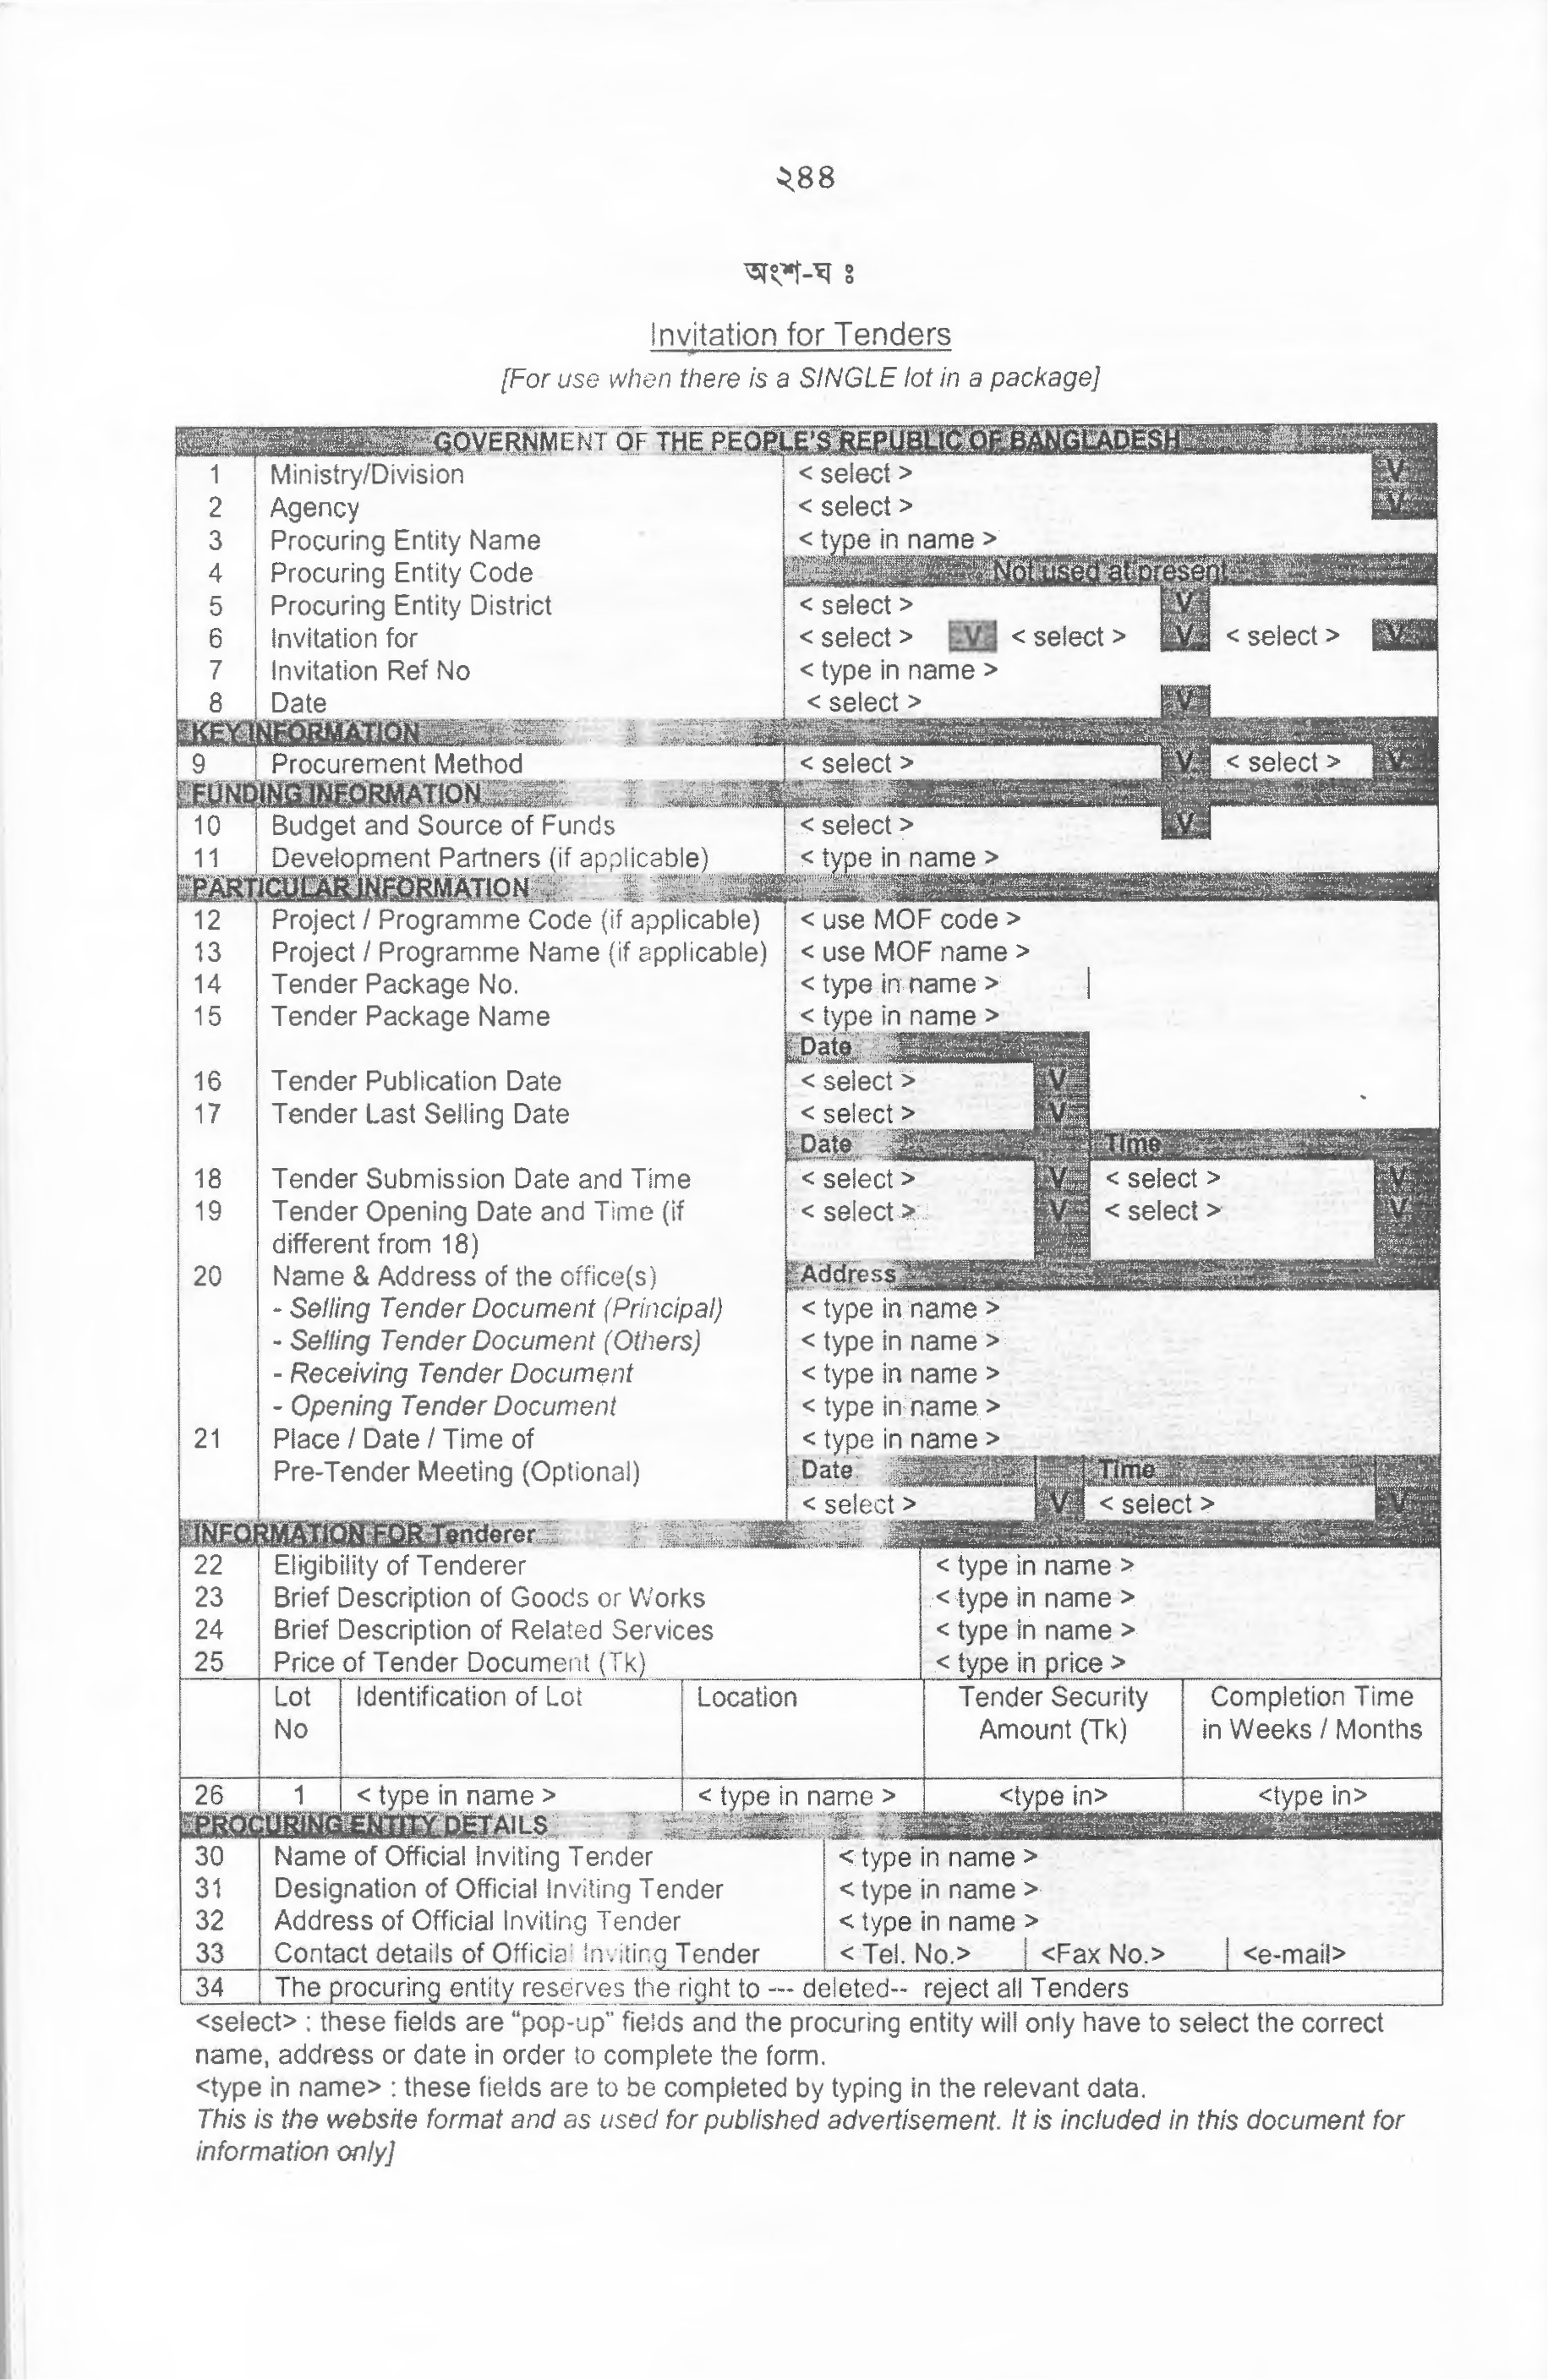 ২৪৪
অংশ-ঘ ঃ
Invitation for Tenders
[For use when there is a SINGLE lot in a package]
GOVERNMENT OF THE PEOPLE'S REPUBLIC OF BANGLADESH
1 Ministry/Division < select > V
2 Agency < select > V
3 Procuring Entity Name < type in name >
4 Procuring Entity Code Not used at present
5 Procuring Entity District < select > V
6 Invitation for < select > V < select > V < select > V
7 Invitation Ref No < type in name >
8 Date < select > V
KEY INFORMATION
9 Procurement Method < select > V < select > V
FUNDING INFORMATION
10 Budget and Source of Funds < select > V
11 Development Partners (if applicable) < type in name >
PARTICULAR INFORMATION
12 Project / Programme Code (if applicable) < use MOF code >
13 Project / Programme Name (if applicable) < use MOF name >
14 Tender Package No. < type in name >
15 Tender Package Name < type in name >
Date
16 Tender Publication Date < select > V
17 Tender Last Selling Date < select > V
Date Time
18 Tender Submission Date and Time < select > V < select > V
19 Tender Opening Date and Time (if < select > V < select > V
different from 18)
20 Name & Address of the office(s) Address
- Selling Tender Document (Principal) < type in name >
- Selling Tender Document (Others) < type in name >
- Receiving Tender Document < type in name >
- Opening Tender Document < type in name >
21 Place / Date / Time of < type in name >
Pre-Tender Meeting (Optional) Date Time
< select > V < select > V
INFORMATION FOR Tenderer
22 Eligibility of Tenderer < type in name >
23 Brief Description of Goods or Works < type in name >
24 Brief Description of Related Services < type in name >
25 Price of Tender Document (Tk) < type in price >
Lot Identification of Lot Location Tender Security Completion Time
No Amount (Tk) in Weeks / Months
26 1 < type in name > < type in name > <type in> <type in>
PROCURING ENTITY DETAILS
30 Name of Official Inviting Tender < type in name >
31 Designation of Official Inviting Tender < type in name >
32 Address of Official Inviting Tender < type in name >
33 Contact details of Official Inviting Tender < Tel. No.> <Fax No.> <e-mail>
34 The procuring entity reserves the right to --- deleted-- reject all Tenders
<select> : these fields are “pop-up” fields and the procuring entity will only have to select the correct
name, address or date in order to complete the form.
<type in name> : these fields are to be completed by typing in the relevant data.
This is the website format and as used for published advertisement. It is included in this document for
information only]